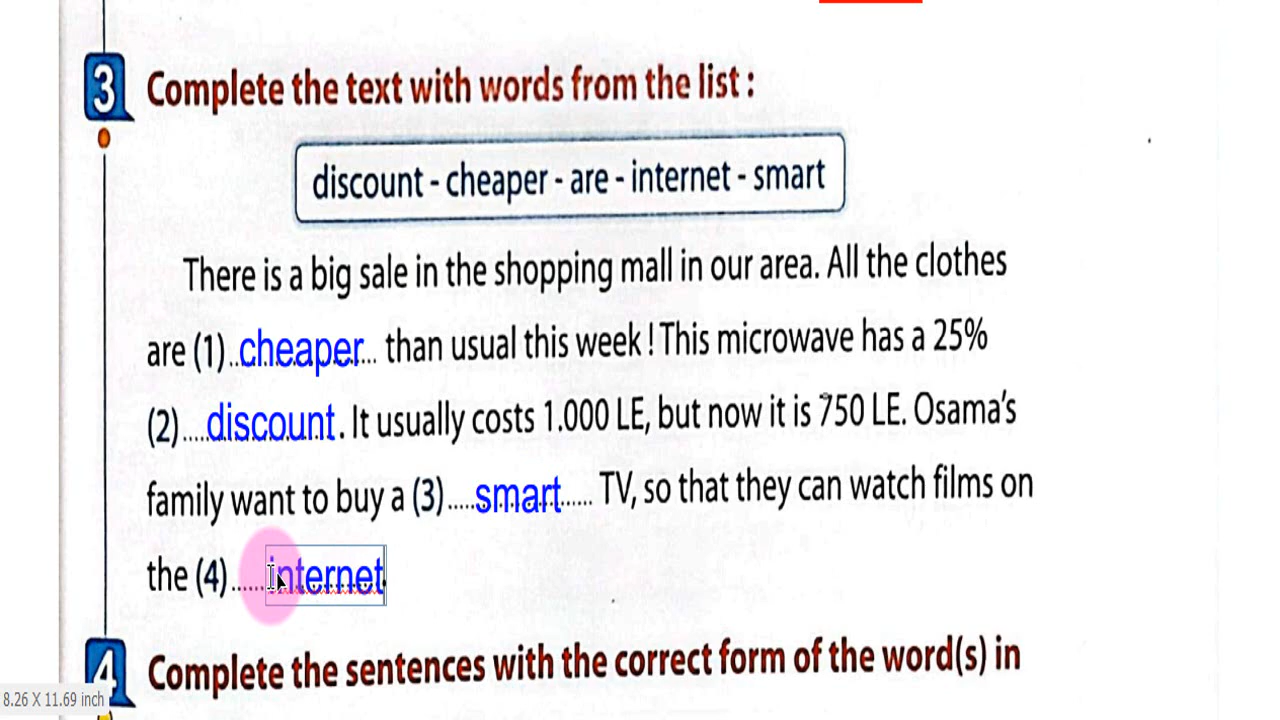 3 Complete the text with words from the list :
discount - cheaper - are - internet - smart
There is a big sale in the shopping mall in our area. All the clothes
are (1)..cheaper... than usual this week ! This microwave has a 25%
(2)....discount. It usually costs 1.000 LE, but now it is 750 LE. Osama's
family want to buy a (3).....smart..... TV, so that they can watch films on
the (4)......internet.
4 Complete the sentences with the correct form of the word(s) in
8.26 X 11.69 inch